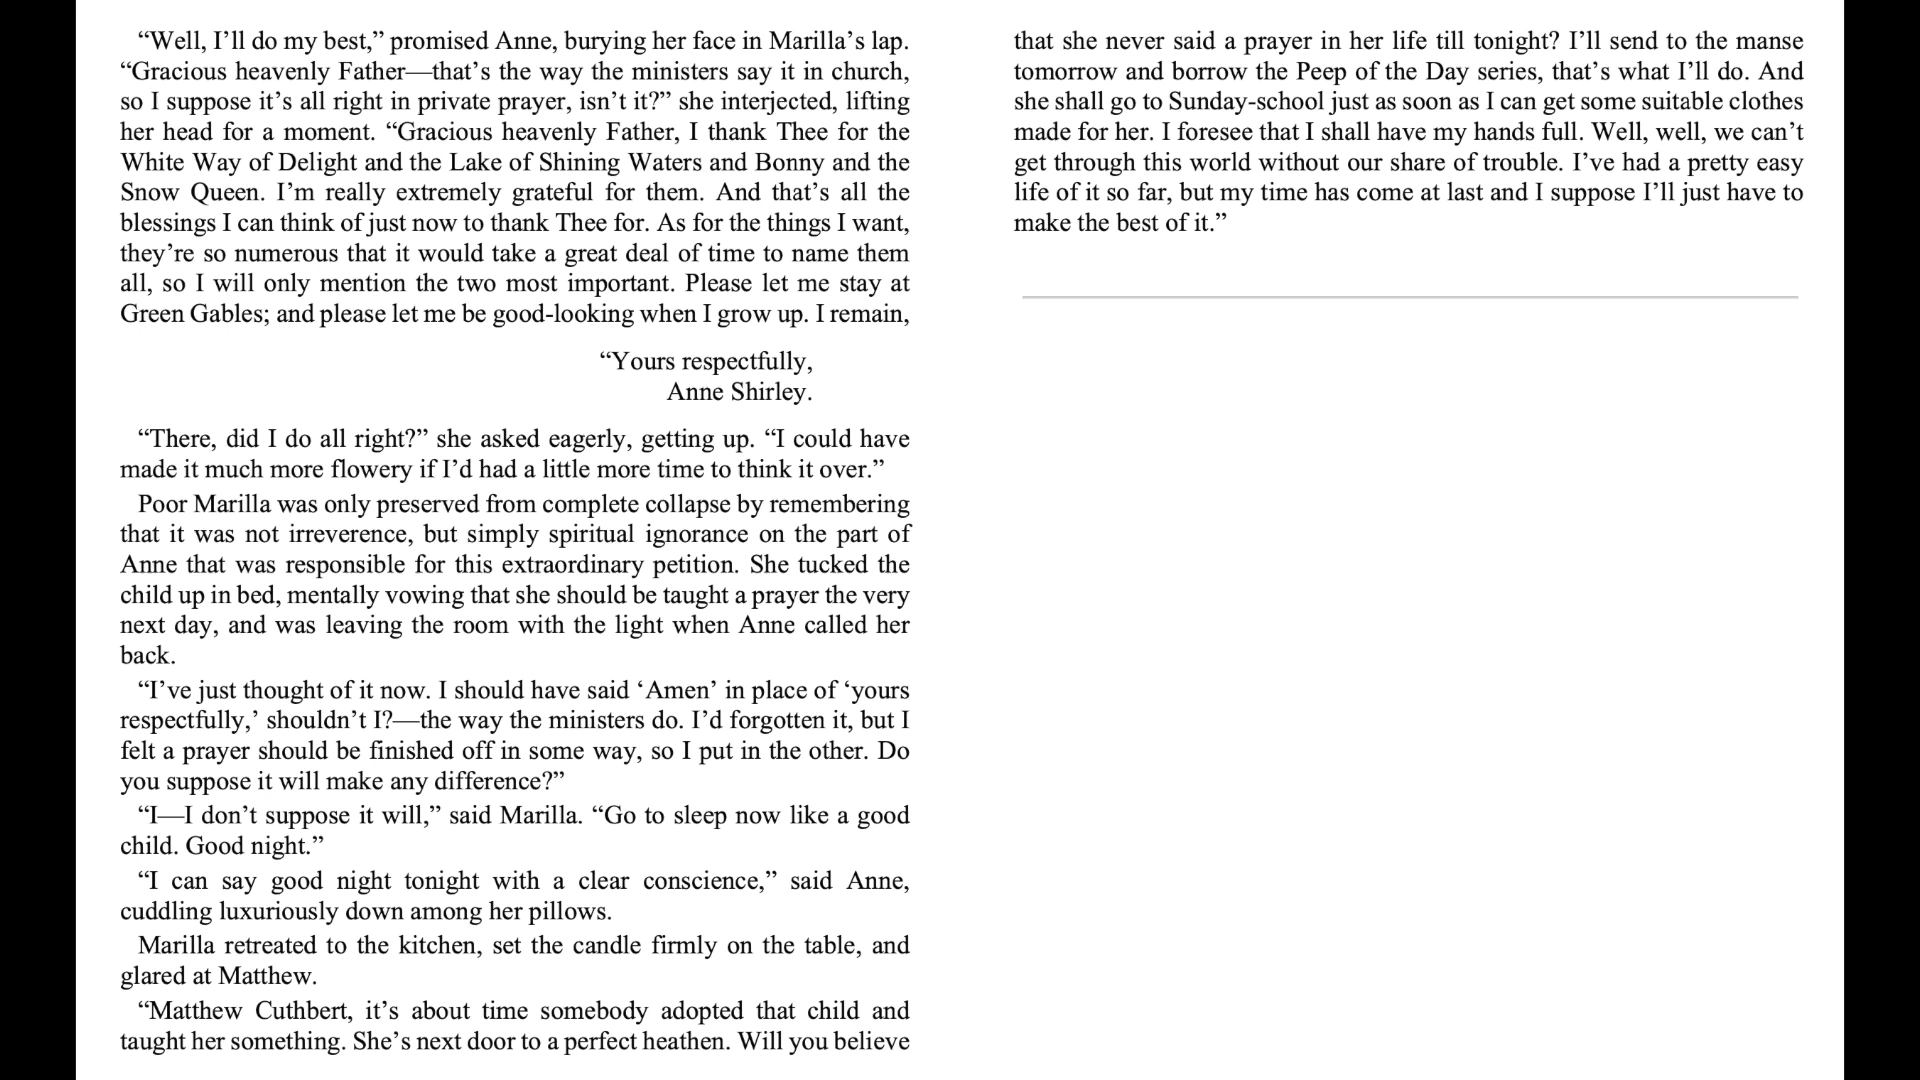 “Well, I’ll do my best,” promised Anne, burying her face in Marilla’s lap.
“Gracious heavenly Father—that’s the way the ministers say it in church,
so I suppose it’s all right in private prayer, isn’t it?” she interjected, lifting
her head for a moment. “Gracious heavenly Father, I thank Thee for the
White Way of Delight and the Lake of Shining Waters and Bonny and the
Snow Queen. I’m really extremely grateful for them. And that’s all the
blessings I can think of just now to thank Thee for. As for the things I want,
they’re so numerous that it would take a great deal of time to name them
all, so I will only mention the two most important. Please let me stay at
Green Gables; and please let me be good-looking when I grow up. I remain,
“Yours respectfully,
Anne Shirley.
“There, did I do all right?” she asked eagerly, getting up. “I could have
made it much more flowery if I’d had a little more time to think it over.”
Poor Marilla was only preserved from complete collapse by remembering
that it was not irreverence, but simply spiritual ignorance on the part of
Anne that was responsible for this extraordinary petition. She tucked the
child up in bed, mentally vowing that she should be taught a prayer the very
next day, and was leaving the room with the light when Anne called her
back.
“I’ve just thought of it now. I should have said ‘Amen’ in place of ‘yours
respectfully,’ shouldn’t I?—the way the ministers do. I’d forgotten it, but I
felt a prayer should be finished off in some way, so I put in the other. Do
you suppose it will make any difference?”
“I—I don’t suppose it will,” said Marilla. “Go to sleep now like a good
child. Good night.”
“I can say good night tonight with a clear conscience,” said Anne,
cuddling luxuriously down among her pillows.
Marilla retreated to the kitchen, set the candle firmly on the table, and
glared at Matthew.
“Matthew Cuthbert, it’s about time somebody adopted that child and
taught her something. She’s next door to a perfect heathen. Will you believe
that she never said a prayer in her life till tonight? I’ll send to the manse
tomorrow and borrow the Peep of the Day series, that’s what I’ll do. And
she shall go to Sunday-school just as soon as I can get some suitable clothes
made for her. I foresee that I shall have my hands full. Well, well, we can’t
get through this world without our share of trouble. I’ve had a pretty easy
life of it so far, but my time has come at last and I suppose I’ll just have to
make the best of it.”